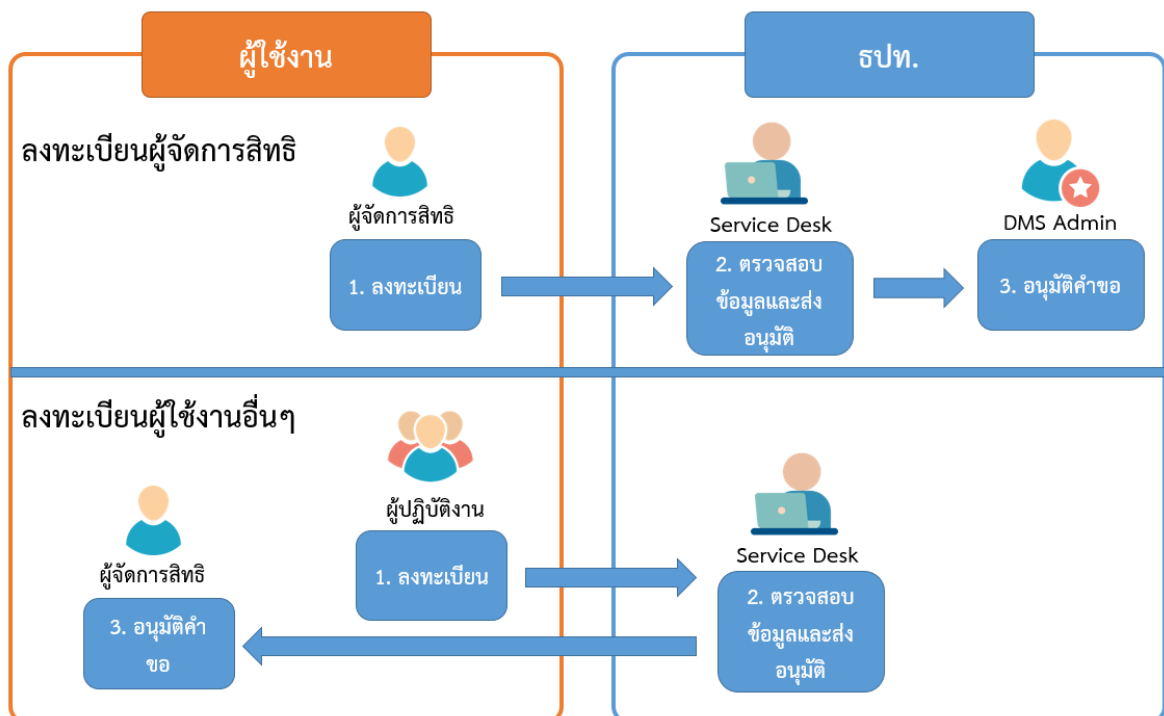 ผู้ใช้งาน
ธปท.
ลงทะเบียนผู้จัดการสิทธิ
ผู้จัดการสิทธิ
Service Desk
DMS Admin
1. ลงทะเบียน
2. ตรวจสอบ
ข้อมูลและส่ง
อนุมัติ
3. อนุมัติคำขอ
ลงทะเบียนผู้ใช้งานอื่นๆ
ผู้ปฏิบัติงาน
1. ลงทะเบียน
Service Desk
2. ตรวจสอบ
ข้อมูลและส่ง
อนุมัติ
ผู้จัดการสิทธิ
3. อนุมัติคำ
ขอ